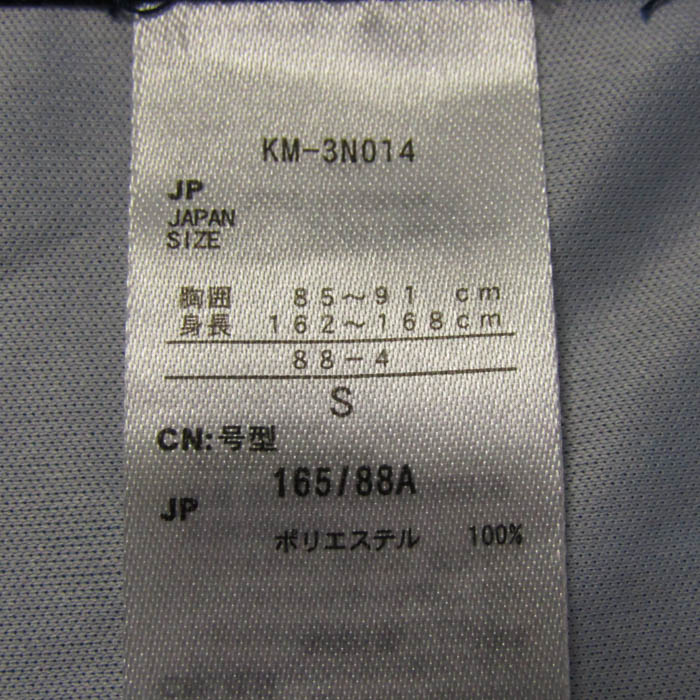 KM-3N014
JP
JAPAN
SIZE
胸囲 85〜91 cm
身長 162〜168cm
88-4
S
CN:号型
165/88A
JP
ポリエステル 100%